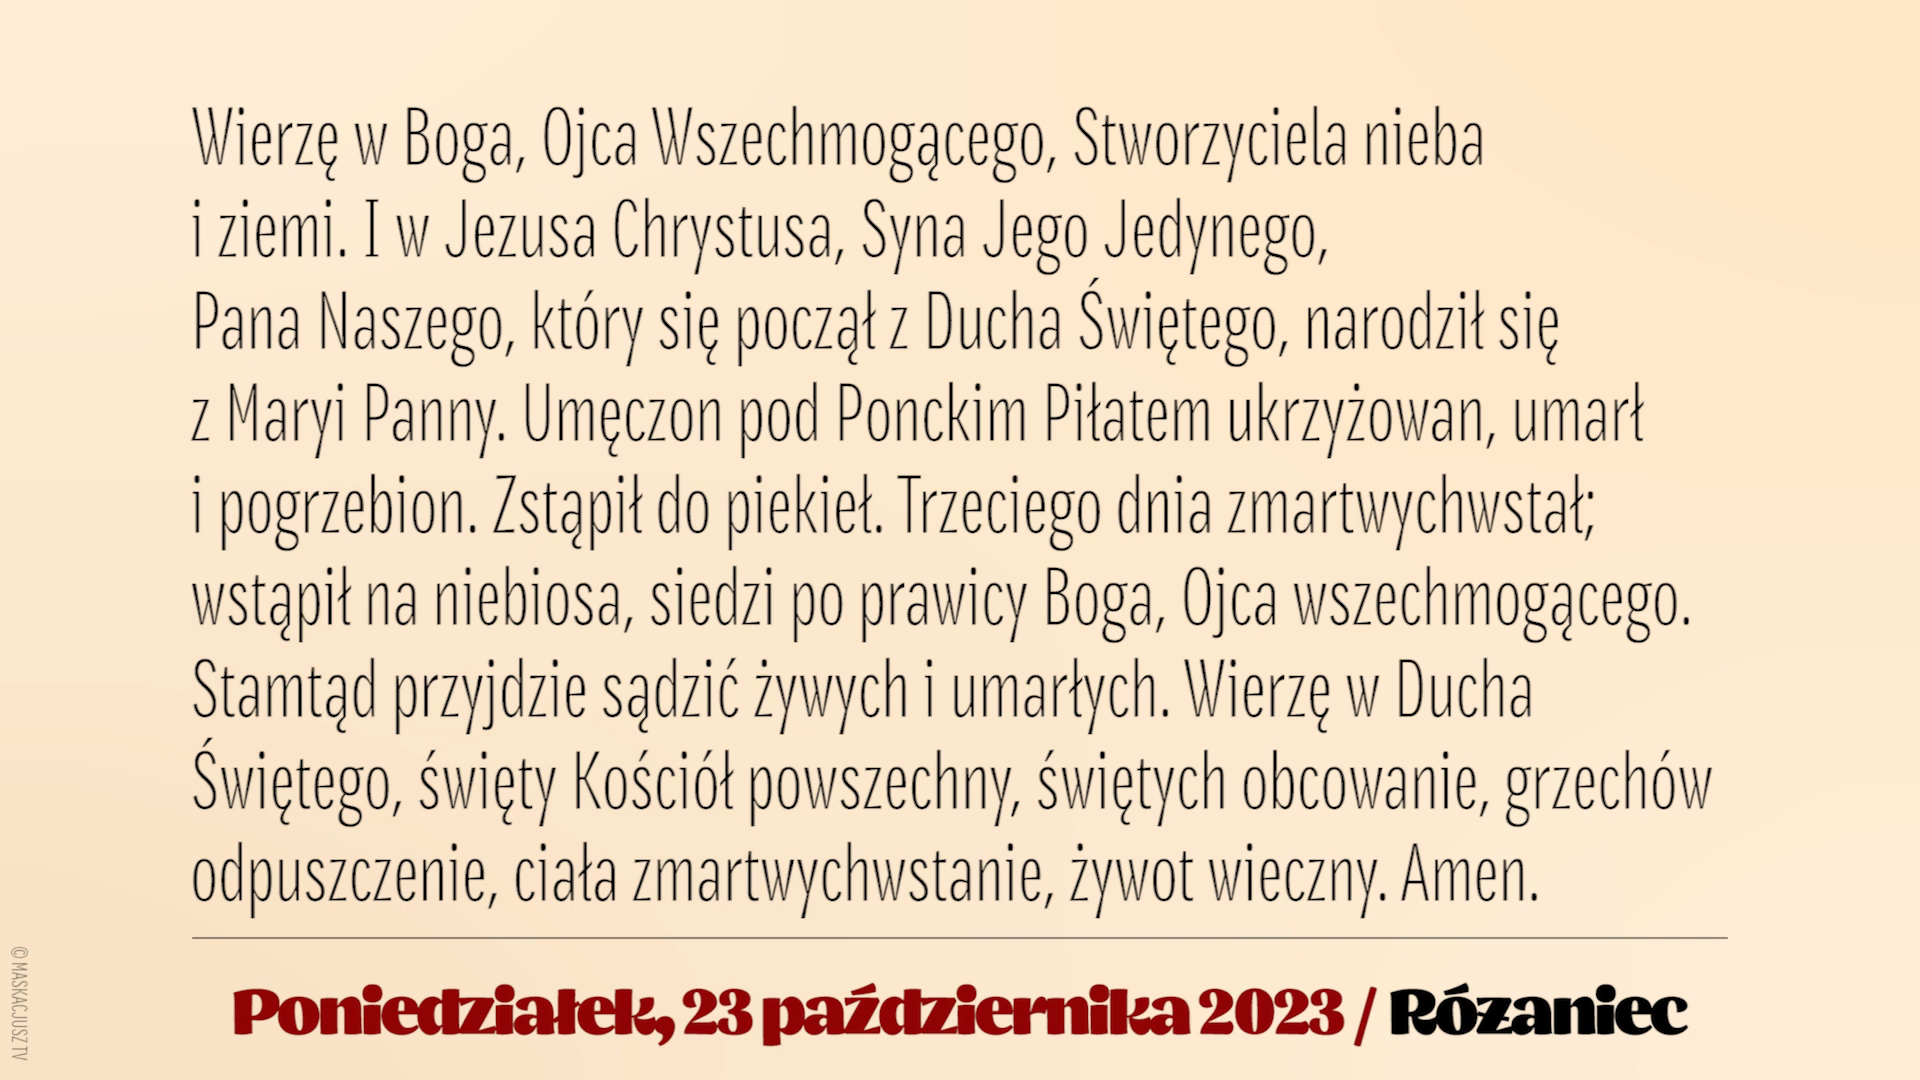 Wierzę w Boga, Ojca Wszechmogącego, Stworzyciela nieba
i ziemi. I w Jezusa Chrystusa, Syna Jego Jedynego,
Pana Naszego, który się począł z Ducha Świętego, narodził się
z Maryi Panny. Umęczon pod Ponckim Piłatem ukrzyżowan, umarł
i pogrzebion. Zstąpił do piekieł. Trzeciego dnia zmartwychwstał;
wstąpił na niebiosa, siedzi po prawicy Boga, Ojca wszechmogącego.
Stamtąd przyjdzie sądzić żywych i umarłych. Wierzę w Ducha
Świętego, święty Kościół powszechny, świętych obcowanie, grzechów
odpuszczenie, ciała zmartwychwstanie, żywot wieczny. Amen.
Poniedziałek, 23 października 2023 / Różaniec
© MASKACJUSZ TV